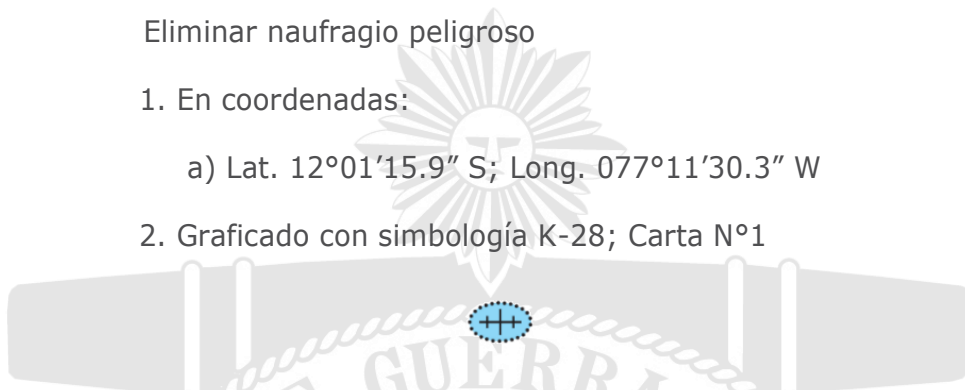 Eliminar naufragio peligroso
1. En coordenadas:
a) Lat. 12°01’15.9” S; Long. 077°11’30.3” W
2. Graficado con simbología K-28; Carta N°1